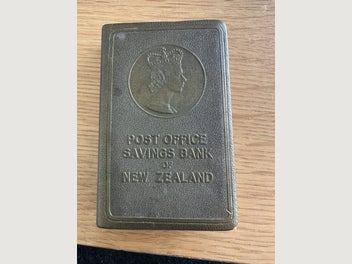 POST OFFICE
SAVINGS BANK
OF
NEW ZEALAND